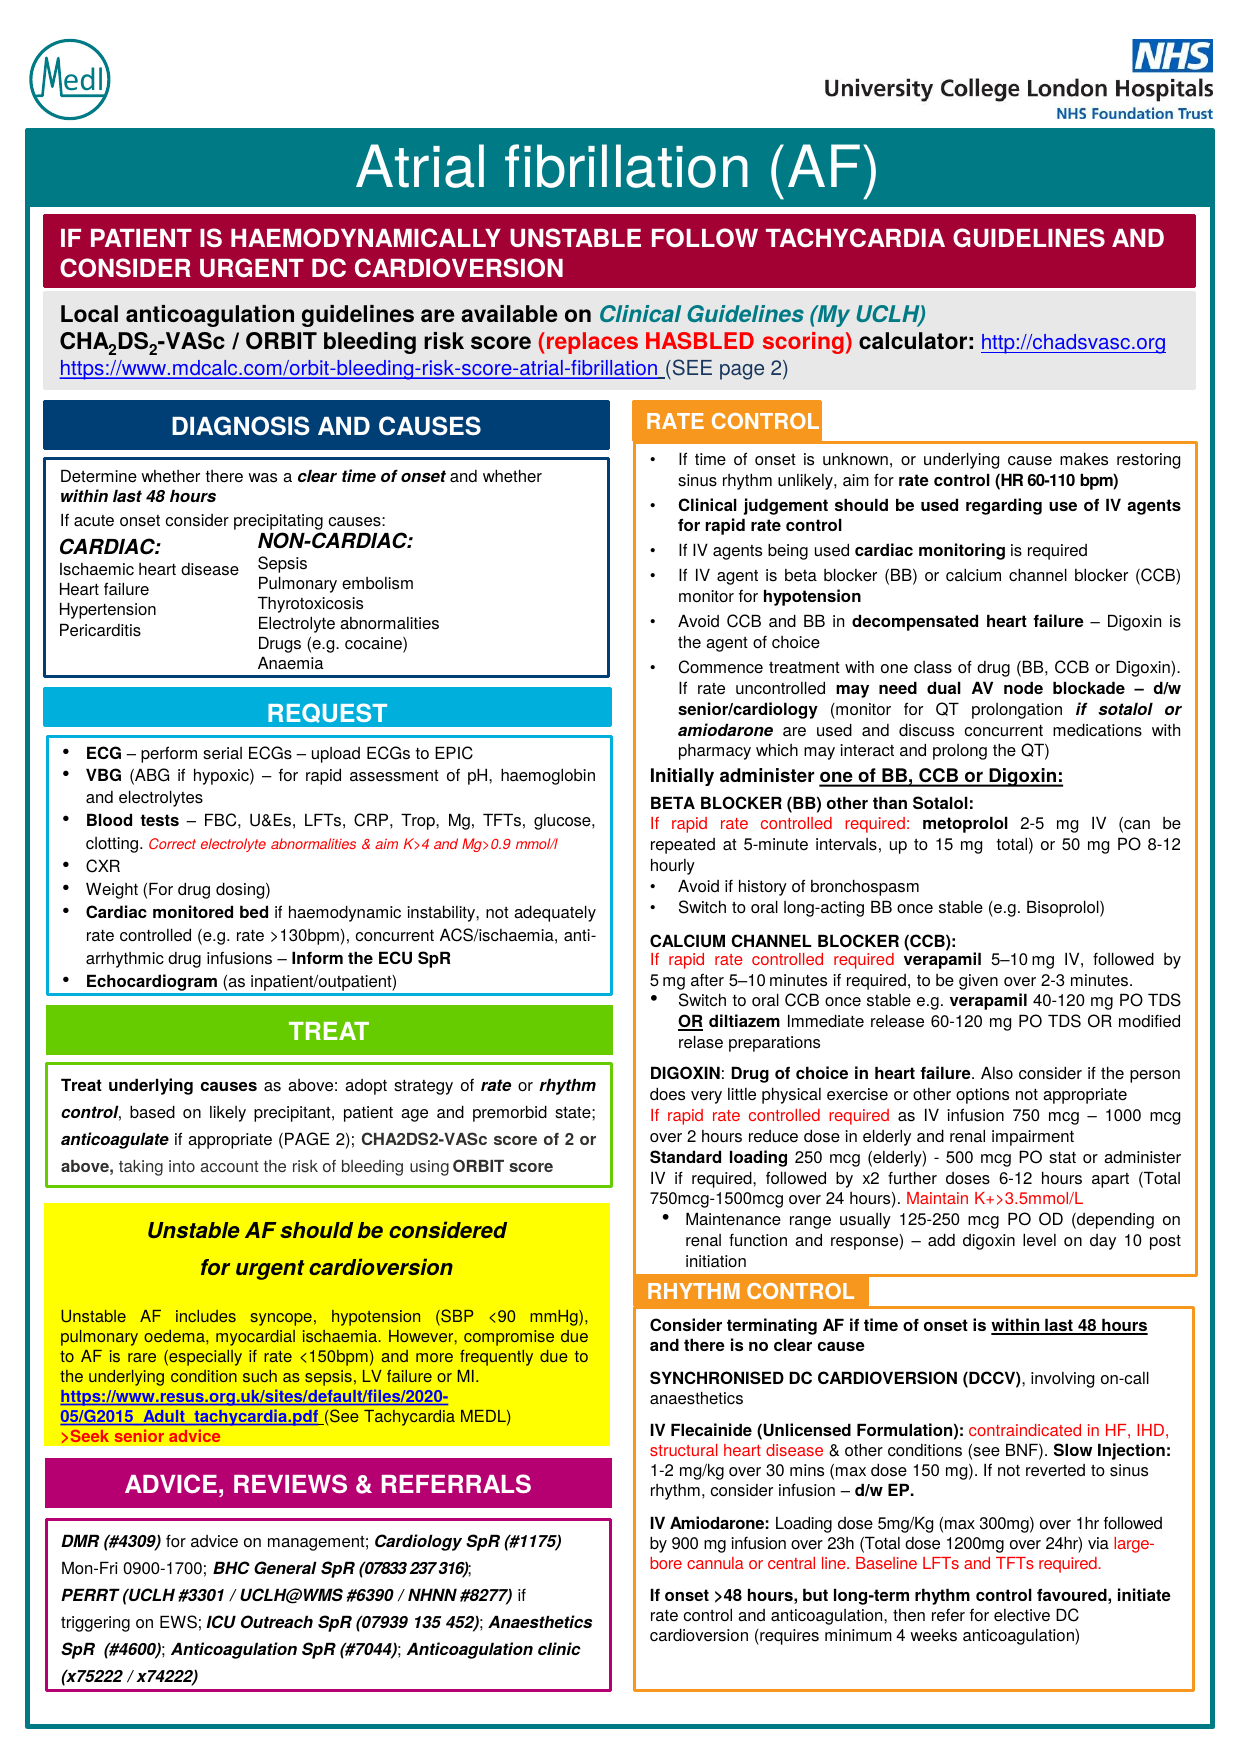 Medl
NHS
University College London Hospitals
NHS Foundation Trust
Atrial fibrillation (AF)
IF PATIENT IS HAEMODYNAMICALLY UNSTABLE FOLLOW TACHYCARDIA GUIDELINES AND
CONSIDER URGENT DC CARDIOVERSION
Local anticoagulation guidelines are available on Clinical Guidelines (My UCLH)
CHA2DS2-VASc / ORBIT bleeding risk score (replaces HASBLED scoring) calculator: http://chadsvasc.org
https://www.mdcalc.com/orbit-bleeding-risk-score-atrial-fibrillation (SEE page 2)
DIAGNOSIS AND CAUSES
Determine whether there was a clear time of onset and whether
within last 48 hours
If acute onset consider precipitating causes:
CARDIAC:
Ischaemic heart disease
Heart failure
Hypertension
Pericarditis
NON-CARDIAC:
Sepsis
Pulmonary embolism
Thyrotoxicosis
Electrolyte abnormalities
Drugs (e.g. cocaine)
Anaemia
REQUEST
• ECG – perform serial ECGs – upload ECGs to EPIC
• VBG (ABG if hypoxic) – for rapid assessment of pH, haemoglobin
and electrolytes
• Blood tests – FBC, U&Es, LFTs, CRP, Trop, Mg, TFTs, glucose,
clotting. Correct electrolyte abnormalities & aim K>4 and Mg>0.9 mmol/l
• CXR
• Weight (For drug dosing)
• Cardiac monitored bed if haemodynamic instability, not adequately
rate controlled (e.g. rate >130bpm), concurrent ACS/ischaemia, anti-
arrhythmic drug infusions – Inform the ECU SpR
• Echocardiogram (as inpatient/outpatient)
TREAT
Treat underlying causes as above: adopt strategy of rate or rhythm
control, based on likely precipitant, patient age and premorbid state;
anticoagulate if appropriate (PAGE 2); CHA2DS2-VASc score of 2 or
above, taking into account the risk of bleeding using ORBIT score
Unstable AF should be considered
for urgent cardioversion
Unstable AF includes syncope, hypotension (SBP <90 mmHg),
pulmonary oedema, myocardial ischaemia. However, compromise due
to AF is rare (especially if rate <150bpm) and more frequently due to
the underlying condition such as sepsis, LV failure or MI.
https://www.resus.org.uk/sites/default/files/2020-
05/G2015_Adult_tachycardia.pdf (See Tachycardia MEDL)
>Seek senior advice
ADVICE, REVIEWS & REFERRALS
DMR (#4309) for advice on management; Cardiology SpR (#1175)
Mon-Fri 0900-1700; BHC General SpR (07833 237 316);
PERRT (UCLH #3301 / UCLH@WMS #6390 / NHNN #8277) if
triggering on EWS; ICU Outreach SpR (07939 135 452); Anaesthetics
SpR (#4600); Anticoagulation SpR (#7044); Anticoagulation clinic
(x75222 / x74222)
RATE CONTROL
• If time of onset is unknown, or underlying cause makes restoring
sinus rhythm unlikely, aim for rate control (HR 60-110 bpm)
• Clinical judgement should be used regarding use of IV agents
for rapid rate control
• If IV agents being used cardiac monitoring is required
• If IV agent is beta blocker (BB) or calcium channel blocker (CCB)
monitor for hypotension
• Avoid CCB and BB in decompensated heart failure – Digoxin is
the agent of choice
• Commence treatment with one class of drug (BB, CCB or Digoxin).
If rate uncontrolled may need dual AV node blockade – d/w
senior/cardiology (monitor for QT prolongation if sotalol or
amiodarone are used and discuss concurrent medications with
pharmacy which may interact and prolong the QT)
Initially administer one of BB, CCB or Digoxin:
BETA BLOCKER (BB) other than Sotalol:
If rapid rate controlled required: metoprolol 2-5 mg IV (can be
repeated at 5-minute intervals, up to 15 mg total) or 50 mg PO 8-12
hourly
• Avoid if history of bronchospasm
• Switch to oral long-acting BB once stable (e.g. Bisoprolol)
CALCIUM CHANNEL BLOCKER (CCB):
If rapid rate controlled required verapamil 5–10 mg IV, followed by
5 mg after 5–10 minutes if required, to be given over 2-3 minutes.
• Switch to oral CCB once stable e.g. verapamil 40-120 mg PO TDS
OR diltiazem Immediate release 60-120 mg PO TDS OR modified
relase preparations
DIGOXIN: Drug of choice in heart failure. Also consider if the person
does very little physical exercise or other options not appropriate
If rapid rate controlled required as IV infusion 750 mcg – 1000 mcg
over 2 hours reduce dose in elderly and renal impairment
Standard loading 250 mcg (elderly) - 500 mcg PO stat or administer
IV if required, followed by x2 further doses 6-12 hours apart (Total
750mcg-1500mcg over 24 hours). Maintain K+>3.5mmol/L
• Maintenance range usually 125-250 mcg PO OD (depending on
renal function and response) – add digoxin level on day 10 post
initiation
RHYTHM CONTROL
Consider terminating AF if time of onset is within last 48 hours
and there is no clear cause
SYNCHRONISED DC CARDIOVERSION (DCCV), involving on-call
anaesthetics
IV Flecainide (Unlicensed Formulation): contraindicated in HF, IHD,
structural heart disease & other conditions (see BNF). Slow Injection:
1-2 mg/kg over 30 mins (max dose 150 mg). If not reverted to sinus
rhythm, consider infusion – d/w EP.
IV Amiodarone: Loading dose 5mg/Kg (max 300mg) over 1hr followed
by 900 mg infusion over 23h (Total dose 1200mg over 24hr) via large-
bore cannula or central line. Baseline LFTs and TFTs required.
If onset >48 hours, but long-term rhythm control favoured, initiate
rate control and anticoagulation, then refer for elective DC
cardioversion (requires minimum 4 weeks anticoagulation)